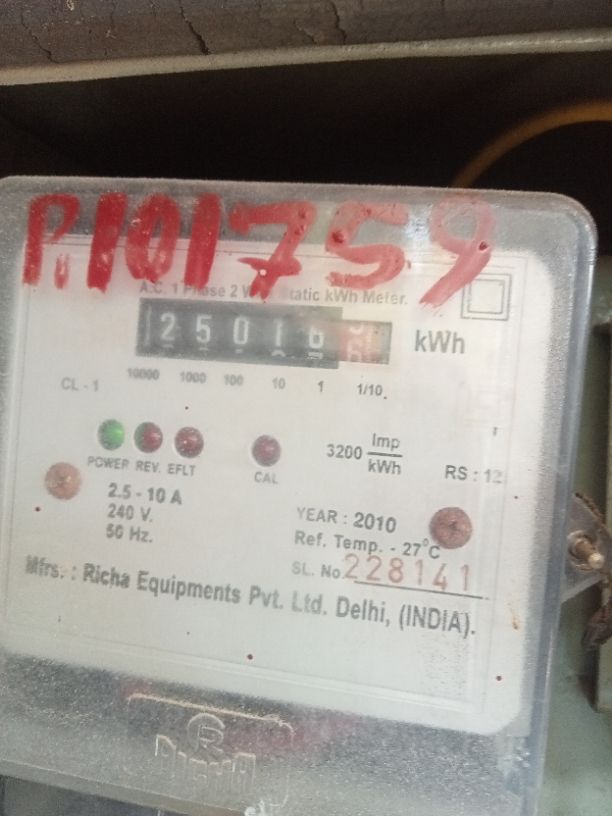 P.101759
A.C. 1 Phase 2 W Static kWh Meter.
25016 kWh
10000 1000 100 10 1 1/10.
CL - 1
POWER REV. EFLT CAL
3200 Imp/kWh
RS : 12
2.5 - 10 A
240 V.
50 Hz.
YEAR : 2010
Ref. Temp. - 27°C
SL. No. 228141
Mfrs. : Richa Equipments Pvt. Ltd. Delhi, (INDIA).
RICHA